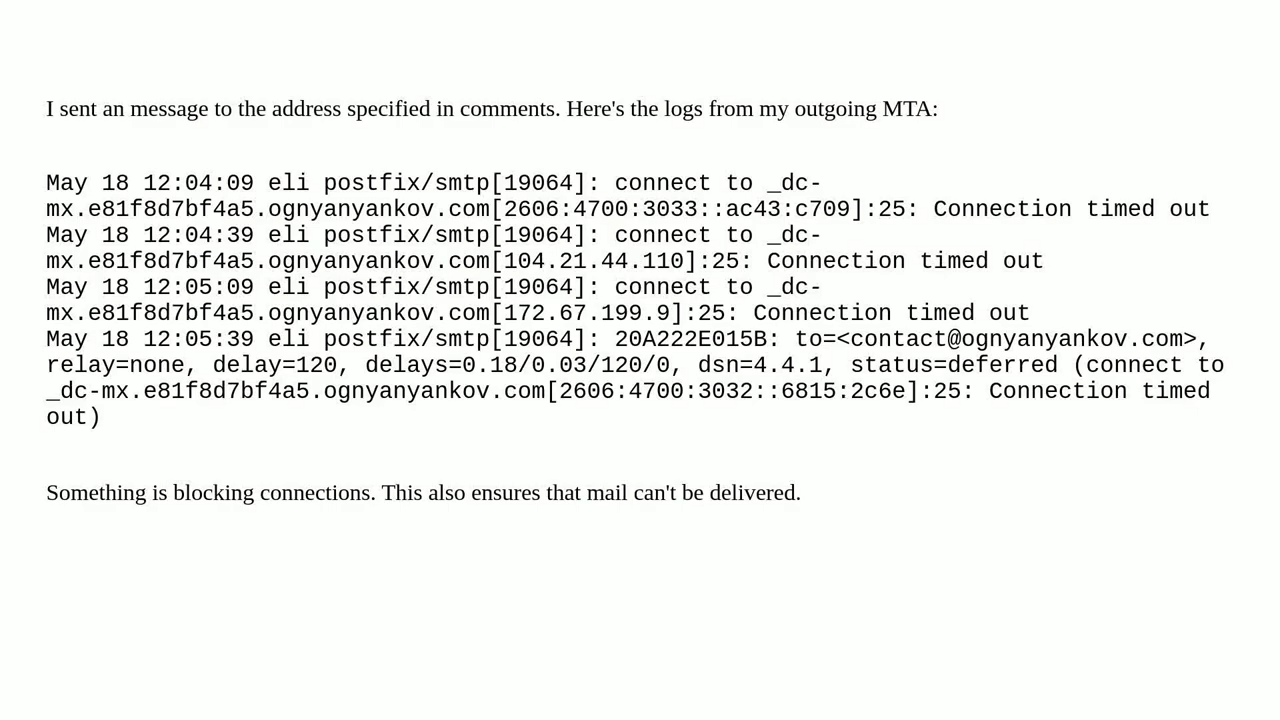 I sent an message to the address specified in comments. Here's the logs from my outgoing MTA:
May 18 12:04:09 eli postfix/smtp[19064]: connect to _dc-
mx.e81f8d7bf4a5.ognyanyankov.com[2606:4700:3033::ac43:c709]:25: Connection timed out
May 18 12:04:39 eli postfix/smtp[19064]: connect to _dc-
mx.e81f8d7bf4a5.ognyanyankov.com[104.21.44.110]:25: Connection timed out
May 18 12:05:09 eli postfix/smtp[19064]: connect to _dc-
mx.e81f8d7bf4a5.ognyanyankov.com[172.67.199.9]:25: Connection timed out
May 18 12:05:39 eli postfix/smtp[19064]: 20A222E015B: to=<contact@ognyanyankov.com>,
relay=none, delay=120, delays=0.18/0.03/120/0, dsn=4.4.1, status=deferred (connect to
_dc-mx.e81f8d7bf4a5.ognyanyankov.com[2606:4700:3032::6815:2c6e]:25: Connection timed
out)
Something is blocking connections. This also ensures that mail can't be delivered.